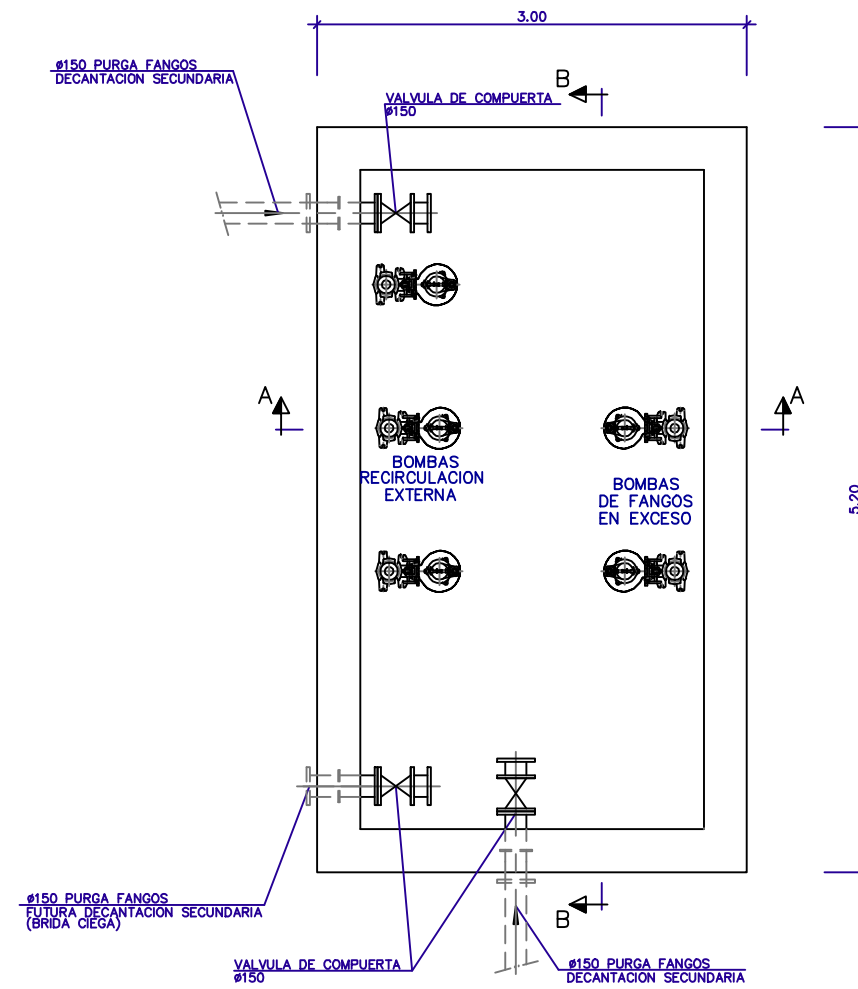 3.00
ø150 PURGA FANGOS
DECANTACION SECUNDARIA
B
VALVULA DE COMPUERTA
ø150
A
A
BOMBAS
RECIRCULACION
EXTERNA
BOMBAS
DE FANGOS
EN EXCESO
5.20
ø150 PURGA FANGOS
FUTURA DECANTACION SECUNDARIA
(BRIDA CIEGA)
B
VALVULA DE COMPUERTA
ø150
ø150 PURGA FANGOS
DECANTACION SECUNDARIA